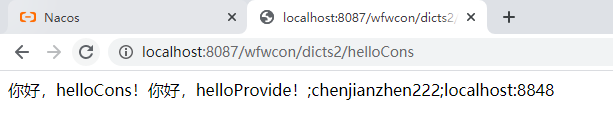 Nacos
localhost:8087/wfwcon/dicts2/
localhost:8087/wfwcon/dicts2/helloCons
你好，helloCons！你好，helloProvide！;chenjianzhen222;localhost:8848